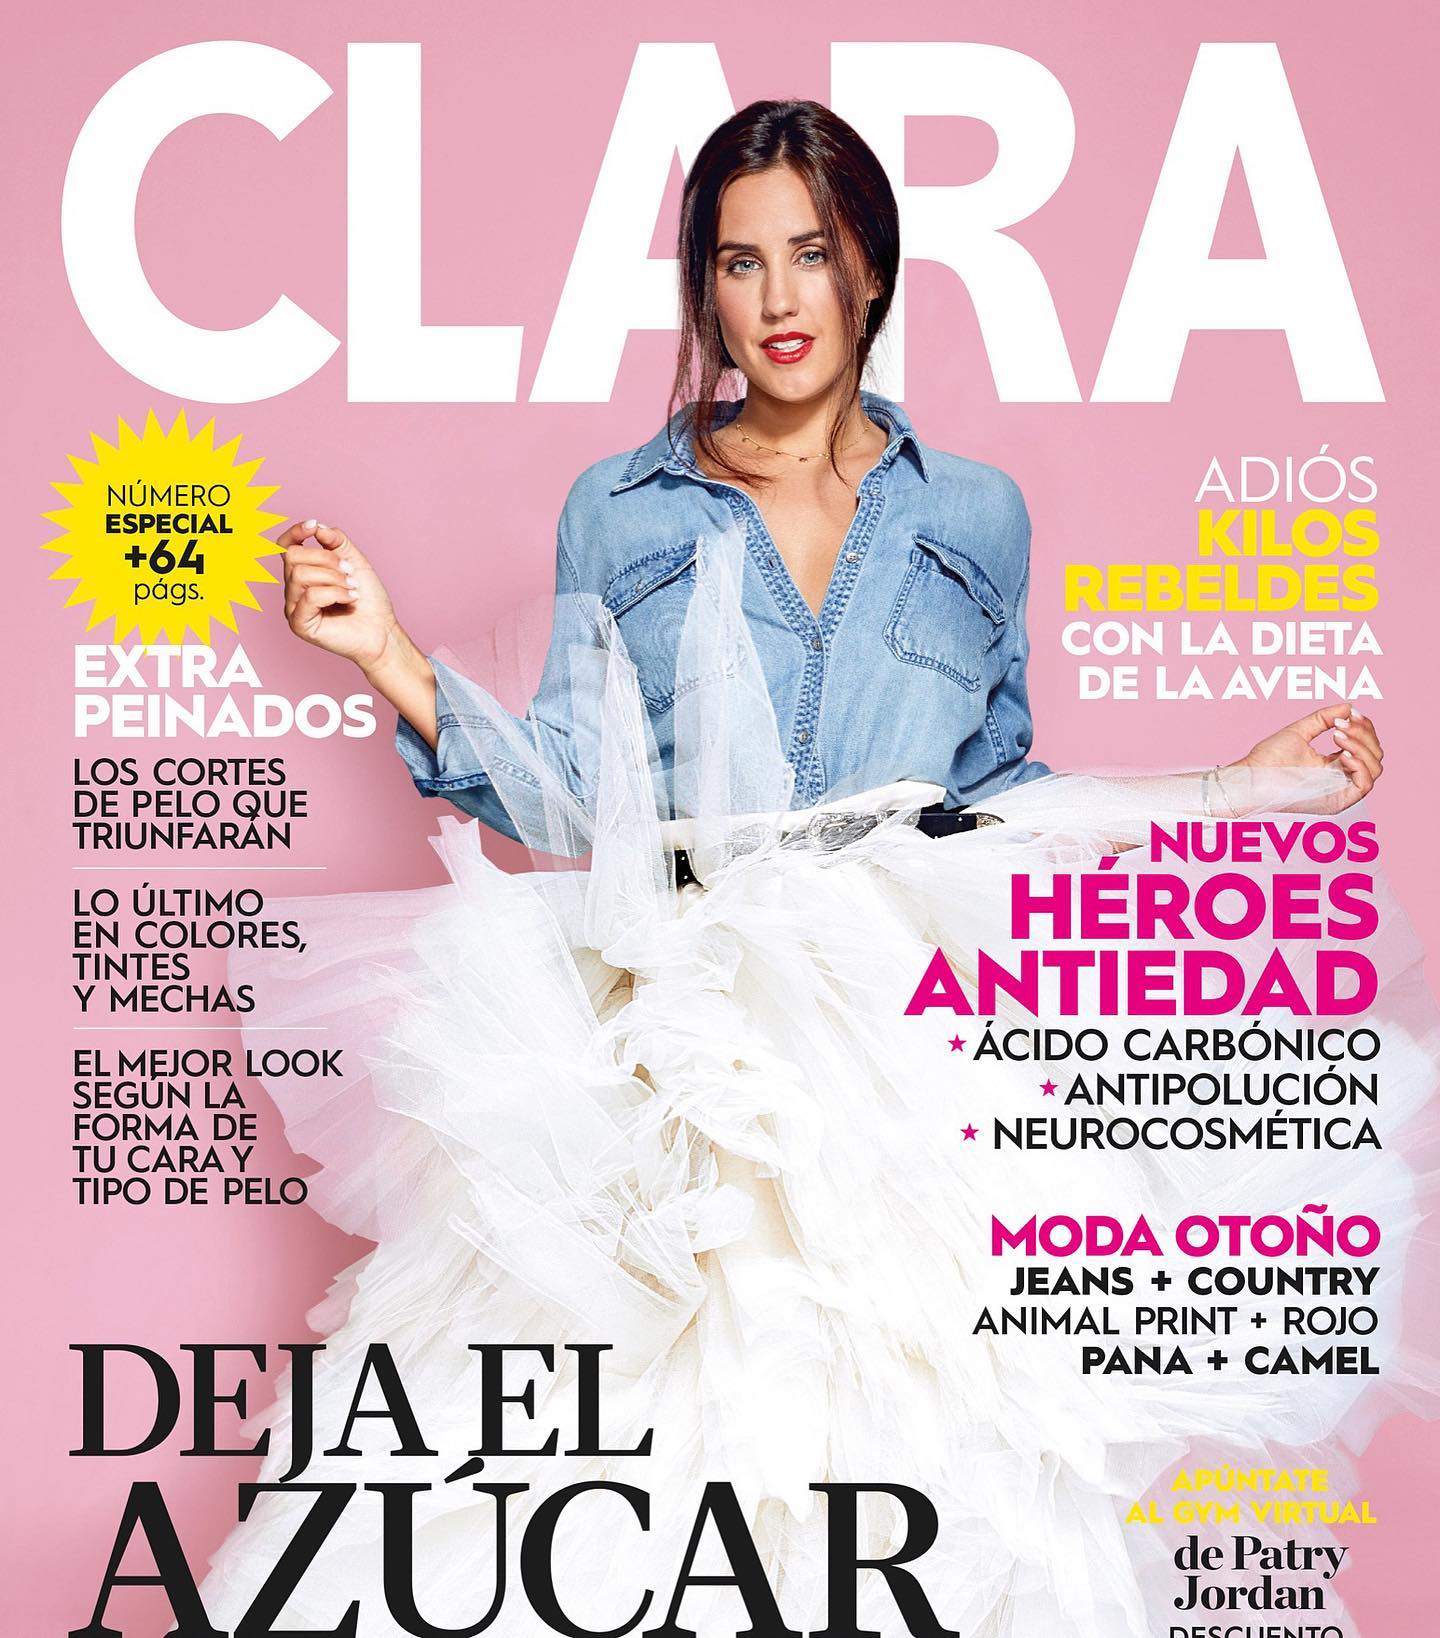 CLARA
NÚMERO
ESPECIAL
+64
págs.
EXTRA
PEINADOS
LOS CORTES
DE PELO QUE
TRIUNFARÁN
LO ÚLTIMO
EN COLORES,
TINTES
Y MECHAS
EL MEJOR LOOK
SEGÚN LA
FORMA DE
TU CARA Y
TIPO DE PELO
DEJA EL
AZÚCAR
ADIÓS
KILOS
REBELDES
CON LA DIETA
DE LA AVENA
NUEVOS
HÉROES
ANTIEDAD
★ ÁCIDO CARBÓNICO
★ ANTIPOLUCIÓN
★ NEUROCOSMÉTICA
MODA OTOÑO
JEANS + COUNTRY
ANIMAL PRINT + ROJO
PANA + CAMEL
APÚNTATE
AL GYM VIRTUAL
de Patry
Jordan
DESCUENTO